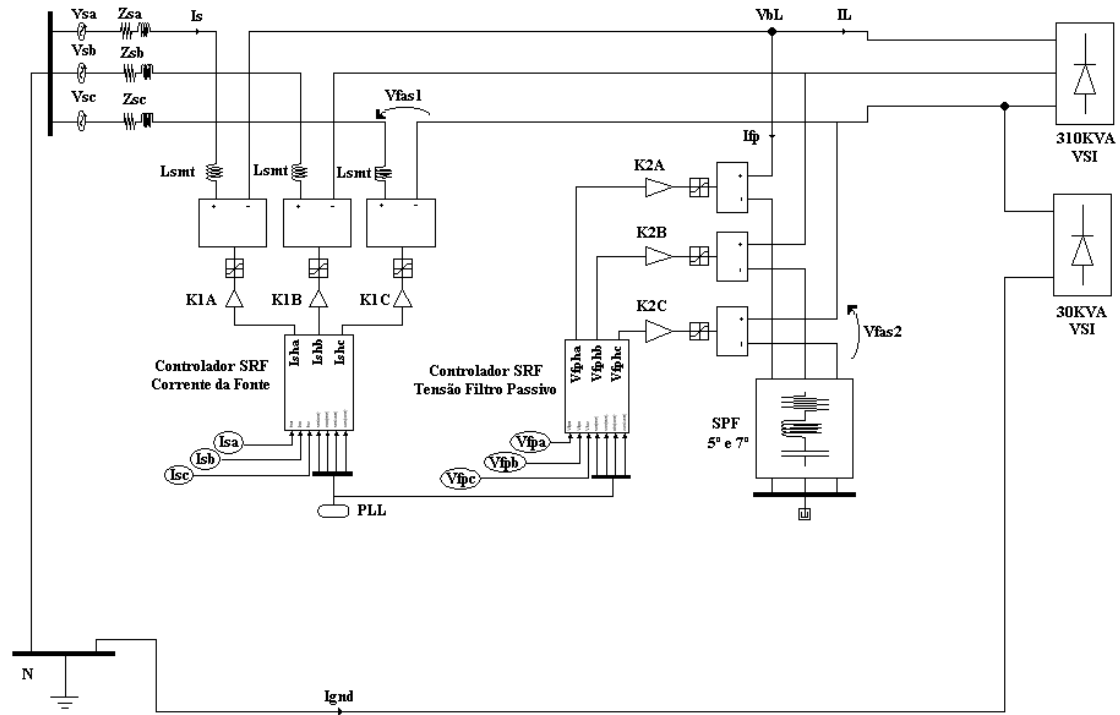 Vsa Zsa Is VbL IL
Vsb Zsb
Vsc Zsc Vfas1
310KVA
VSI
Ifp
Lsmt Lsmt Lsmt
K2A
+ - + - + -
+
-
K2B
+
-
K1A K1B K1C
K2C
+
-
30KVA
VSI
Vfas2
Controlador SRF
Corrente da Fonte
Isha Ishb Ishc
Controlador SRF
Tensão Filtro Passivo
Vfpha Vfphb Vfphc
SPF
5º e 7º
Isa
Isb
Isc
Vfpa
Vfpb
Vfpc
PLL
N
Ignd